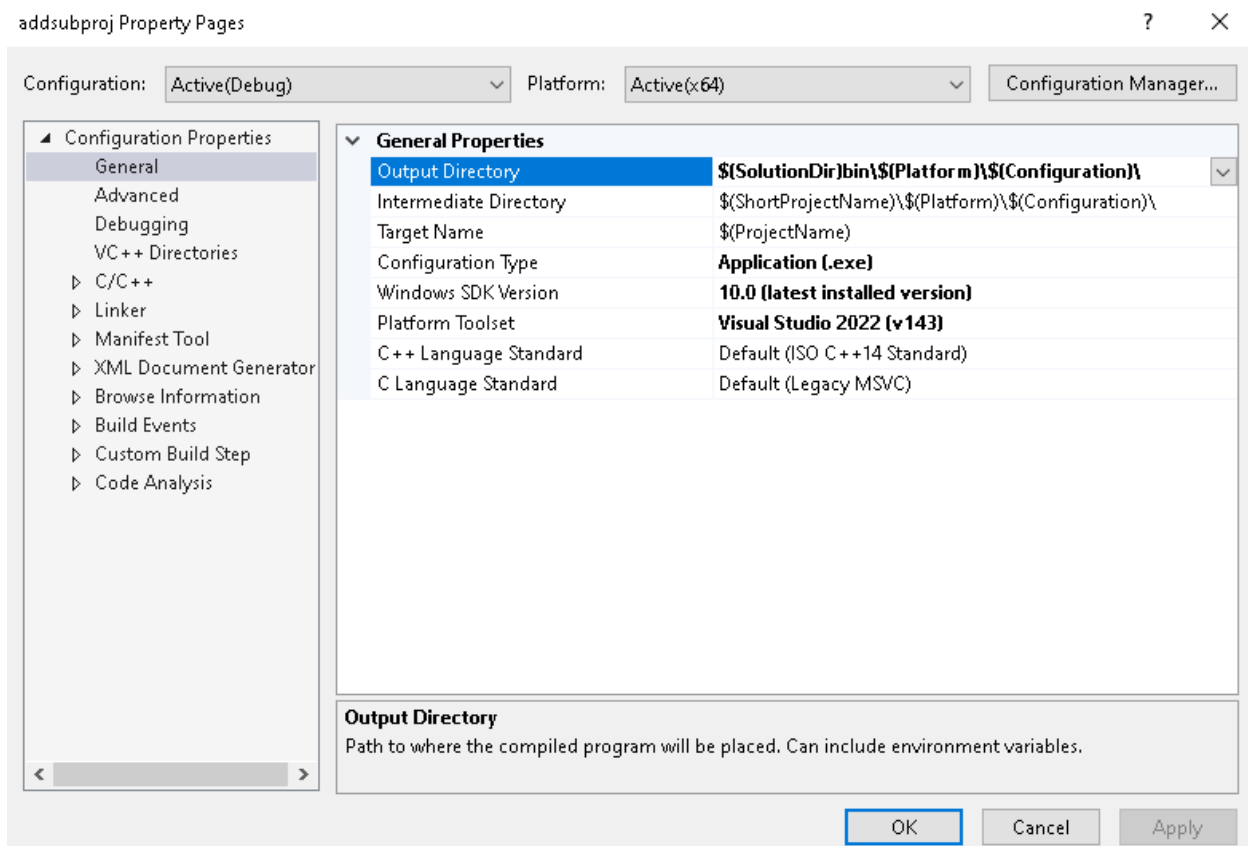 addsubproj Property Pages ? ×
Configuration: Active(Debug) Platform: Active(x64) Configuration Manager...
Configuration Properties
General
Advanced
Debugging
VC++ Directories
C/C++
Linker
Manifest Tool
XML Document Generator
Browse Information
Build Events
Custom Build Step
Code Analysis
General Properties
Output Directory $(SolutionDir)bin\$(Platform)\$(Configuration)\
Intermediate Directory $(ShortProjectName)\$(Platform)\$(Configuration)\
Target Name $(ProjectName)
Configuration Type Application (.exe)
Windows SDK Version 10.0 (latest installed version)
Platform Toolset Visual Studio 2022 (v143)
C++ Language Standard Default (ISO C++14 Standard)
C Language Standard Default (Legacy MSVC)
Output Directory
Path to where the compiled program will be placed. Can include environment variables.
OK Cancel Apply